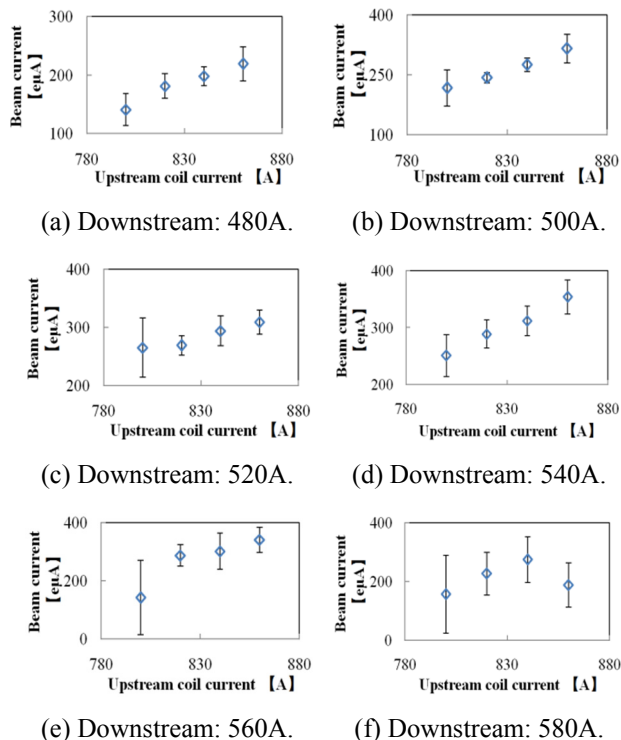 300
200
100
780 830 880
Beam current
【eμA】
Upstream coil current 【A】
(a) Downstream: 480A.
400
250
100
780 830 880
Beam current
【eμA】
Upstream coil current 【A】
(b) Downstream: 500A.
400
300
200
780 830 880
Beam current
【eμA】
Upstream coil current 【A】
(c) Downstream: 520A.
400
300
200
780 830 880
Beam current
【eμA】
Upstream coil current 【A】
(d) Downstream: 540A.
400
200
0
780 830 880
Beam current
【eμA】
Upstream coil current 【A】
(e) Downstream: 560A.
400
200
0
780 830 880
Beam current
【eμA】
Upstream coil current 【A】
(f) Downstream: 580A.